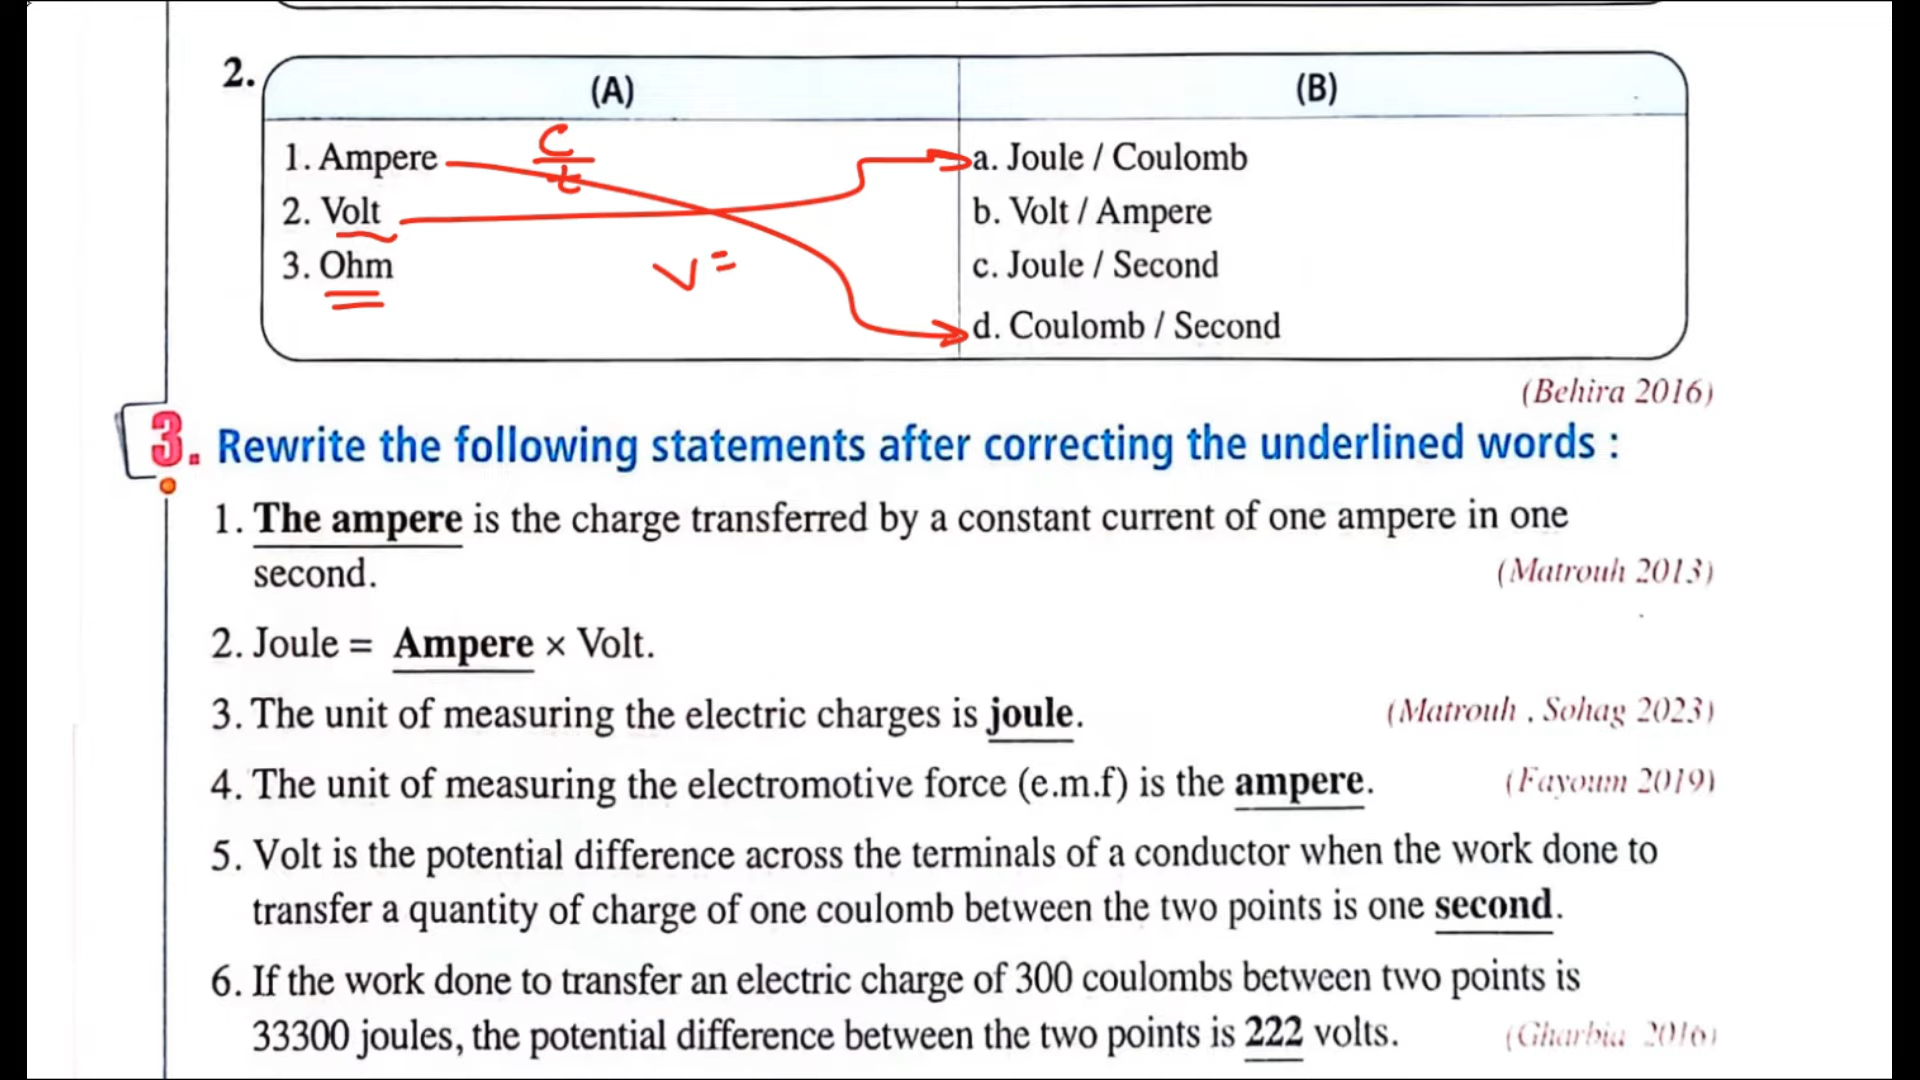 2.
(A) (B)
1. Ampere C/t a. Joule / Coulomb
2. Volt b. Volt / Ampere
3. Ohm V= c. Joule / Second
d. Coulomb / Second
(Behira 2016)
3. Rewrite the following statements after correcting the underlined words :
1. The ampere is the charge transferred by a constant current of one ampere in one
second. (Matrouh 2013)
2. Joule = Ampere × Volt.
3. The unit of measuring the electric charges is joule. (Matrouh , Sohag 2023)
4. The unit of measuring the electromotive force (e.m.f) is the ampere. (Fayoum 2019)
5. Volt is the potential difference across the terminals of a conductor when the work done to
transfer a quantity of charge of one coulomb between the two points is one second.
6. If the work done to transfer an electric charge of 300 coulombs between two points is
33300 joules, the potential difference between the two points is 222 volts. (Gharbia 2016)